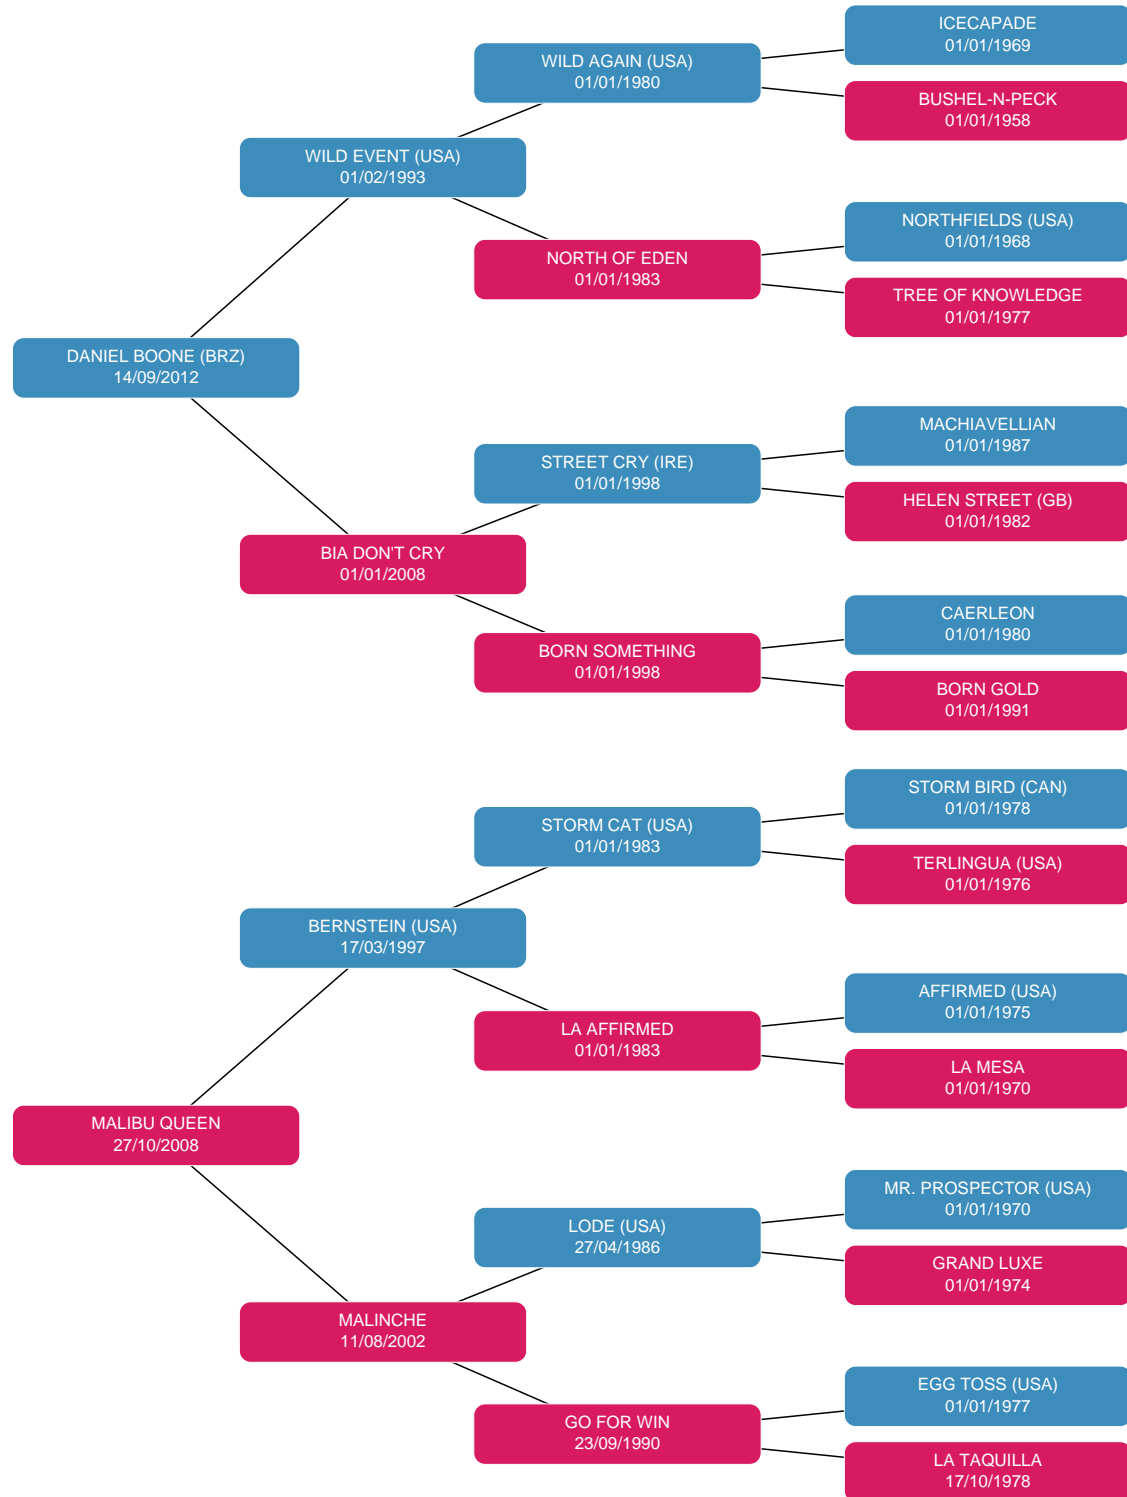 ICECAPADE
01/01/1969
WILD AGAIN (USA)
01/01/1980
BUSHEL-N-PECK
01/01/1958
WILD EVENT (USA)
01/02/1993
NORTHFIELDS (USA)
01/01/1968
NORTH OF EDEN
01/01/1983
TREE OF KNOWLEDGE
01/01/1977
DANIEL BOONE (BRZ)
14/09/2012
MACHIAVELLIAN
01/01/1987
STREET CRY (IRE)
01/01/1998
HELEN STREET (GB)
01/01/1982
BIA DON'T CRY
01/01/2008
CAERLEON
01/01/1980
BORN SOMETHING
01/01/1998
BORN GOLD
01/01/1991
STORM BIRD (CAN)
01/01/1978
STORM CAT (USA)
01/01/1983
TERLINGUA (USA)
01/01/1976
BERNSTEIN (USA)
17/03/1997
AFFIRMED (USA)
01/01/1975
LA AFFIRMED
01/01/1983
LA MESA
01/01/1970
MALIBU QUEEN
27/10/2008
MR. PROSPECTOR (USA)
01/01/1970
LODE (USA)
27/04/1986
GRAND LUXE
01/01/1974
MALINCHE
11/08/2002
EGG TOSS (USA)
01/01/1977
GO FOR WIN
23/09/1990
LA TAQUILLA
17/10/1978